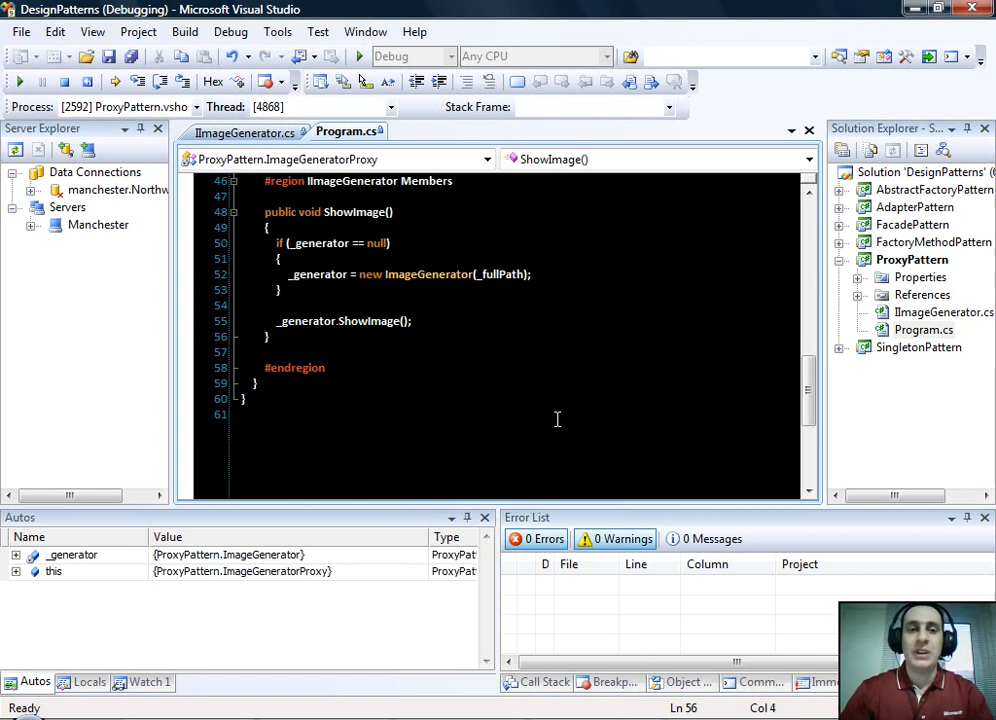 DesignPatterns (Debugging) - Microsoft Visual Studio
File Edit View Project Build Debug Tools Test Window Help
Debug Any CPU
Hex
Process: [2592] ProxyPattern.vsho Thread: [4868] Stack Frame:
Server Explorer
Data Connections
manchester.Northw
Servers
Manchester
IImageGenerator.cs Program.cs
ProxyPattern.ImageGeneratorProxy ShowImage()
46 #region IImageGenerator Members
47
48 public void ShowImage()
49 {
50 if (_generator == null)
51 {
52 _generator = new ImageGenerator(_fullPath);
53 }
54
55 _generator.ShowImage();
56 }
57
58 #endregion
59 }
60 }
61
Solution Explorer - S...
Solution 'DesignPatterns' (
AbstractFactoryPattern
AdapterPattern
FacadePattern
FactoryMethodPattern
ProxyPattern
Properties
References
IImageGenerator.cs
Program.cs
SingletonPattern
Autos
Name Value Type
_generator {ProxyPattern.ImageGenerator} ProxyPat
this {ProxyPattern.ImageGeneratorProxy} ProxyPat
Autos Locals Watch 1
Error List
0 Errors 0 Warnings 0 Messages
D File Line Column Project
Call Stack Breakp... Object ... Comm... Imme
Ready Ln 56 Col 4